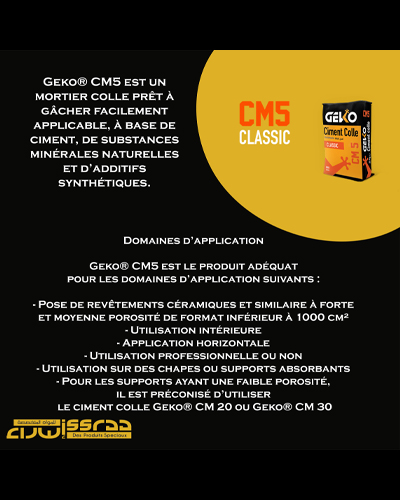 Geko® CM5 est un
mortier colle prêt à
gâcher facilement
applicable, à base de
ciment, de substances
minérales naturelles
et d'additifs
synthétiques.
CM5
CLASSIC
GEKO
Ciment Colle
CLASSIC
CM 5
Domaines d'application
Geko® CM5 est le produit adéquat
pour les domaines d'application suivants :
- Pose de revêtements céramiques et similaire à forte
et moyenne porosité de format inférieur à 1000 cm²
- Utilisation intérieure
- Application horizontale
- Utilisation professionnelle ou non
- Utilisation sur des chapes ou supports absorbants
- Pour les supports ayant une faible porosité,
il est préconisé d'utiliser
le ciment colle Geko® CM 20 ou Geko® CM 30
Des Produits Spéciaux